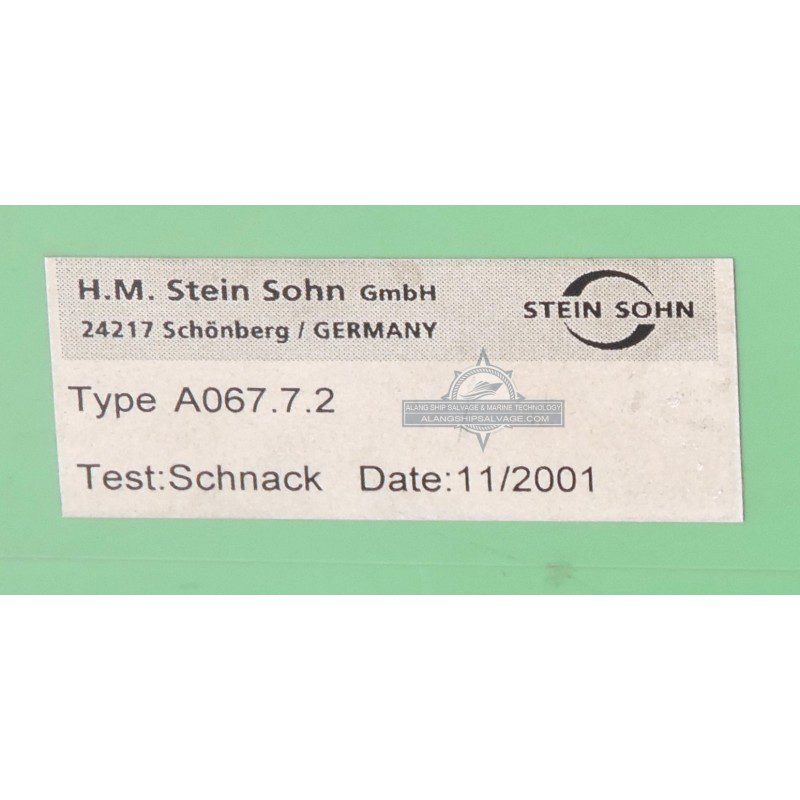 H.M. Stein Sohn GmbH
24217 Schönberg / GERMANY
STEIN SOHN
Type A067.7.2
ALANG SHIP SALVAGE & MARINE TECHNOLOGY
ALANGSHIPSALVAGE.COM
Test:Schnack Date:11/2001